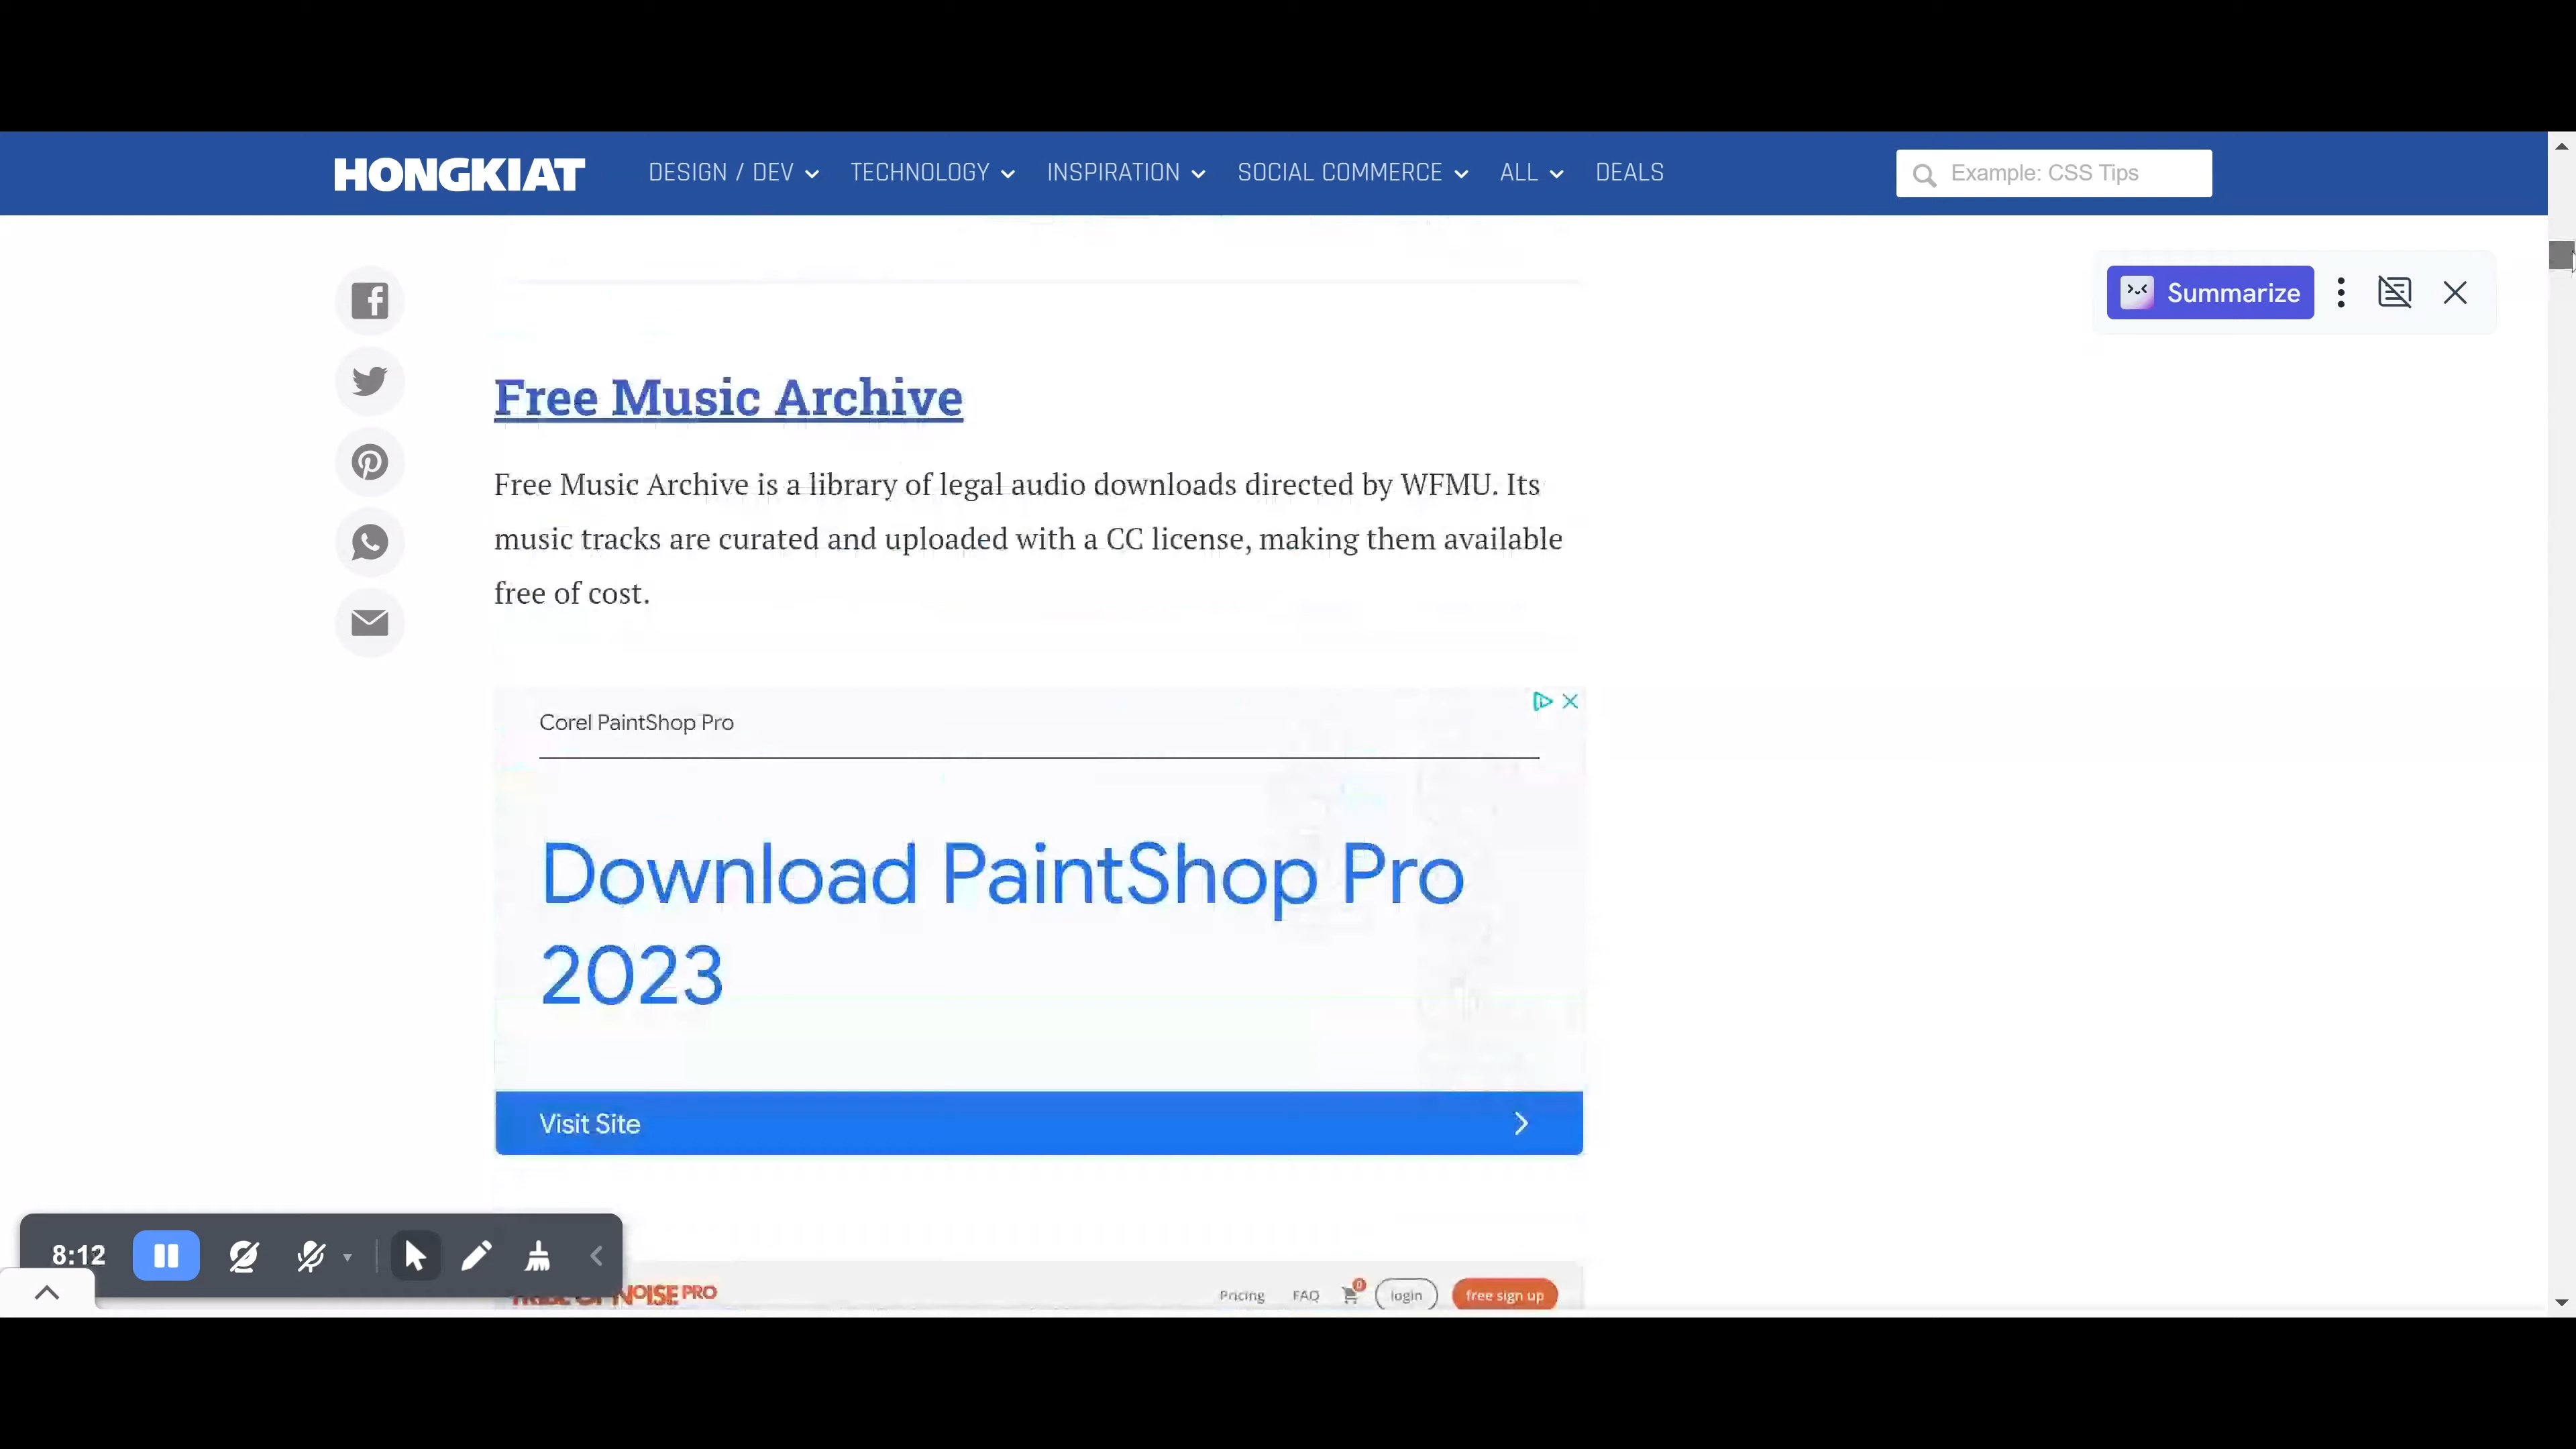 HONGKIAT
DESIGN / DEV
TECHNOLOGY
INSPIRATION
SOCIAL COMMERCE
ALL
DEALS
Example: CSS Tips
Summarize
Free Music Archive
Free Music Archive is a library of legal audio downloads directed by WFMU. Its
music tracks are curated and uploaded with a CC license, making them available
free of cost.
Corel PaintShop Pro
Download PaintShop Pro
2023
Visit Site
8:12
NOISE PRO
Pricing
FAQ
0
login
free sign up